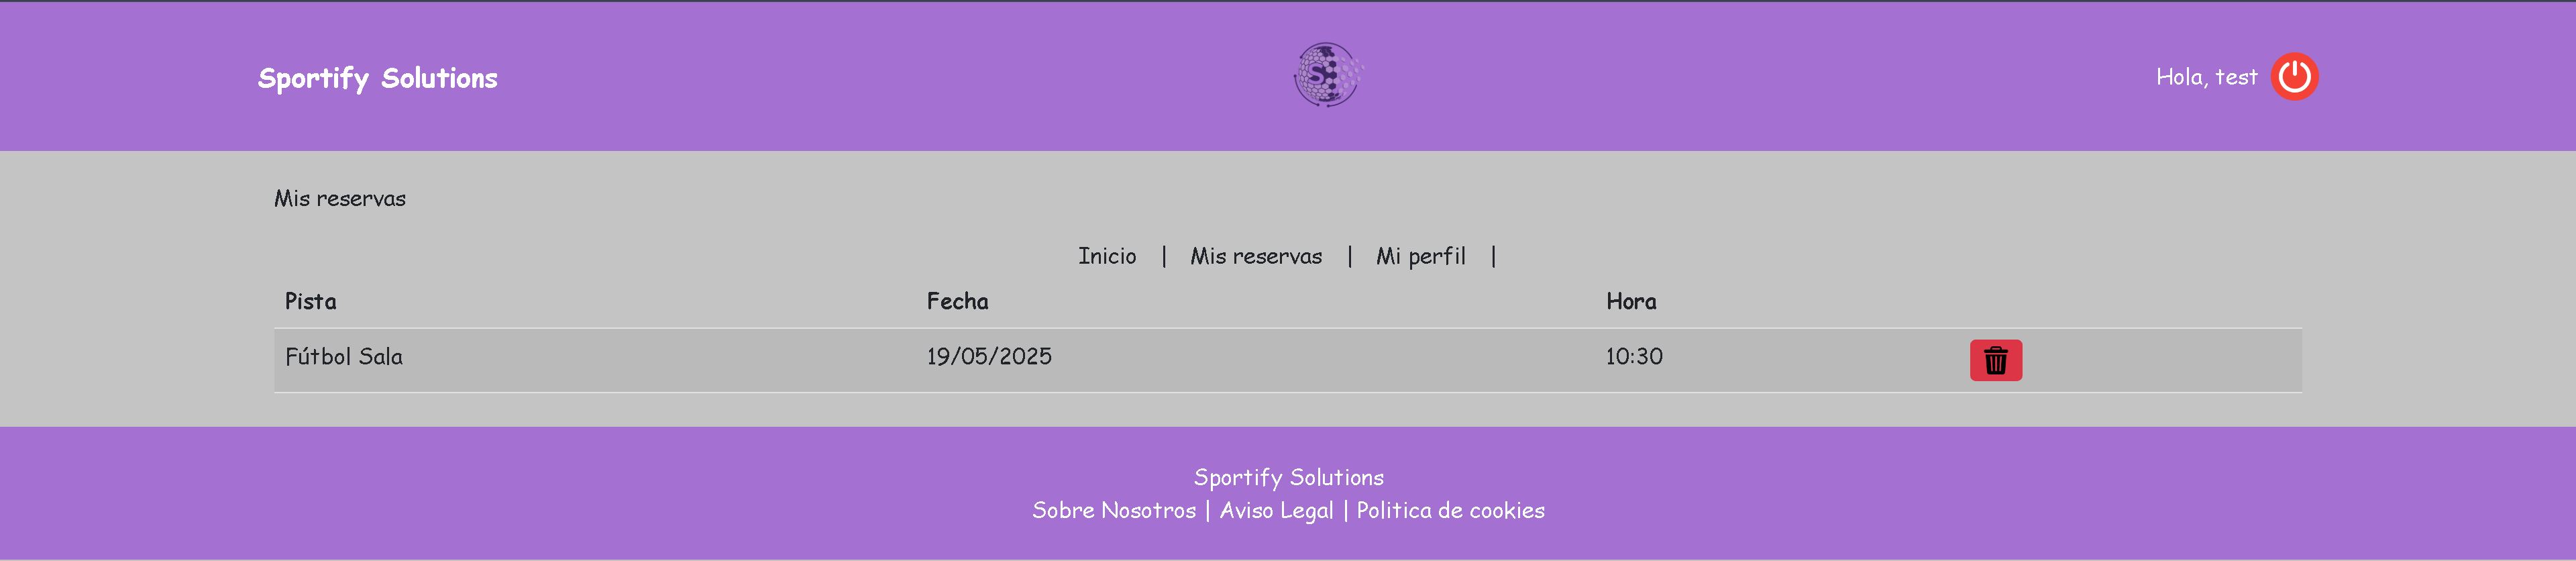 Sportify Solutions
S
Hola, test
Mis reservas
Inicio | Mis reservas | Mi perfil |
Pista Fecha Hora
Fútbol Sala 19/05/2025 10:30
Sportify Solutions
Sobre Nosotros | Aviso Legal | Politica de cookies